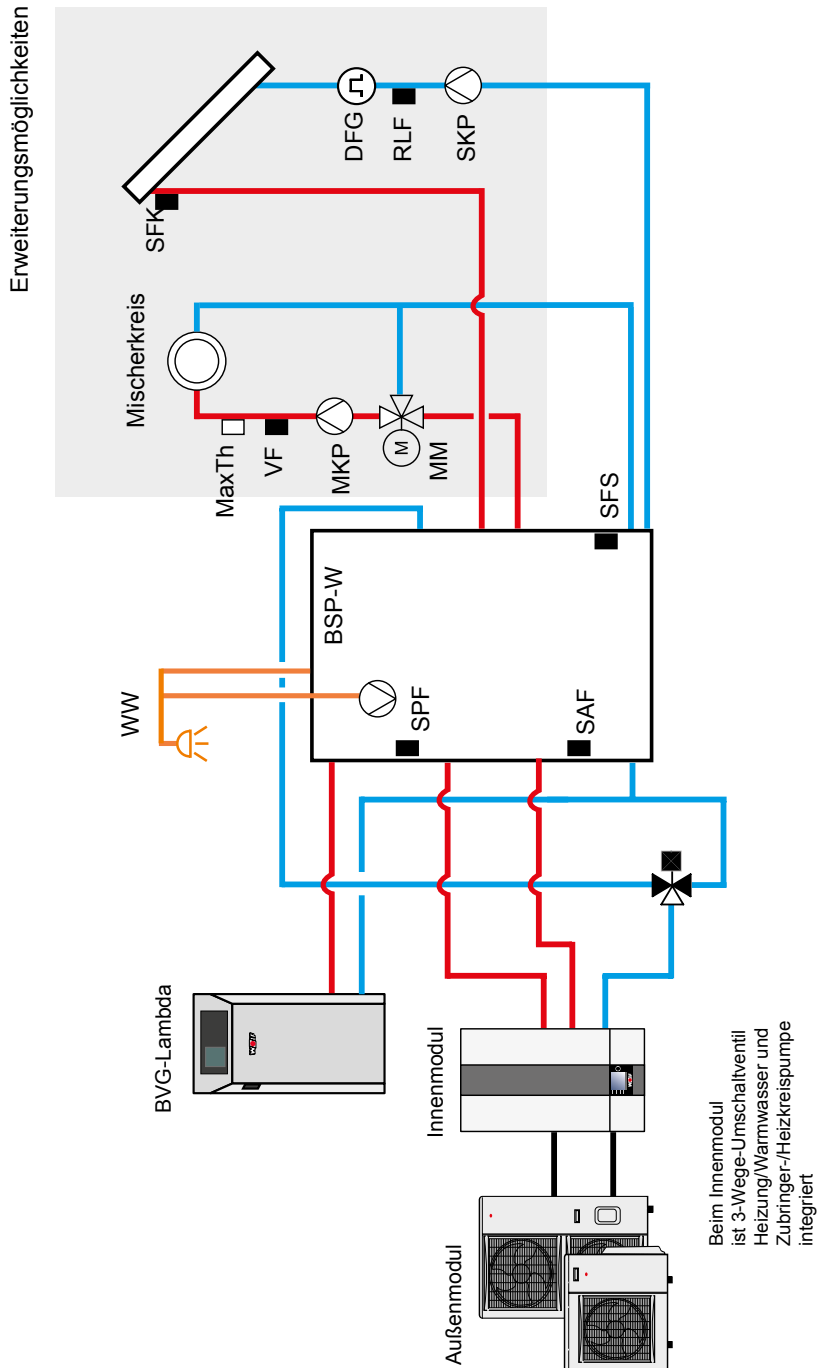 Erweiterungsmöglichkeiten
SFK
DFG
RLF
SKP
Mischerkreis
MaxTh
VF
MKP
M
MM
WW
BSP-W
SPF
SAF
SFS
BVG-Lambda
Innenmodul
Außenmodul
Beim Innenmodul
ist 3-Wege-Umschaltventil
Heizung/Warmwasser und
Zubringer-/Heizkreispumpe
integriert